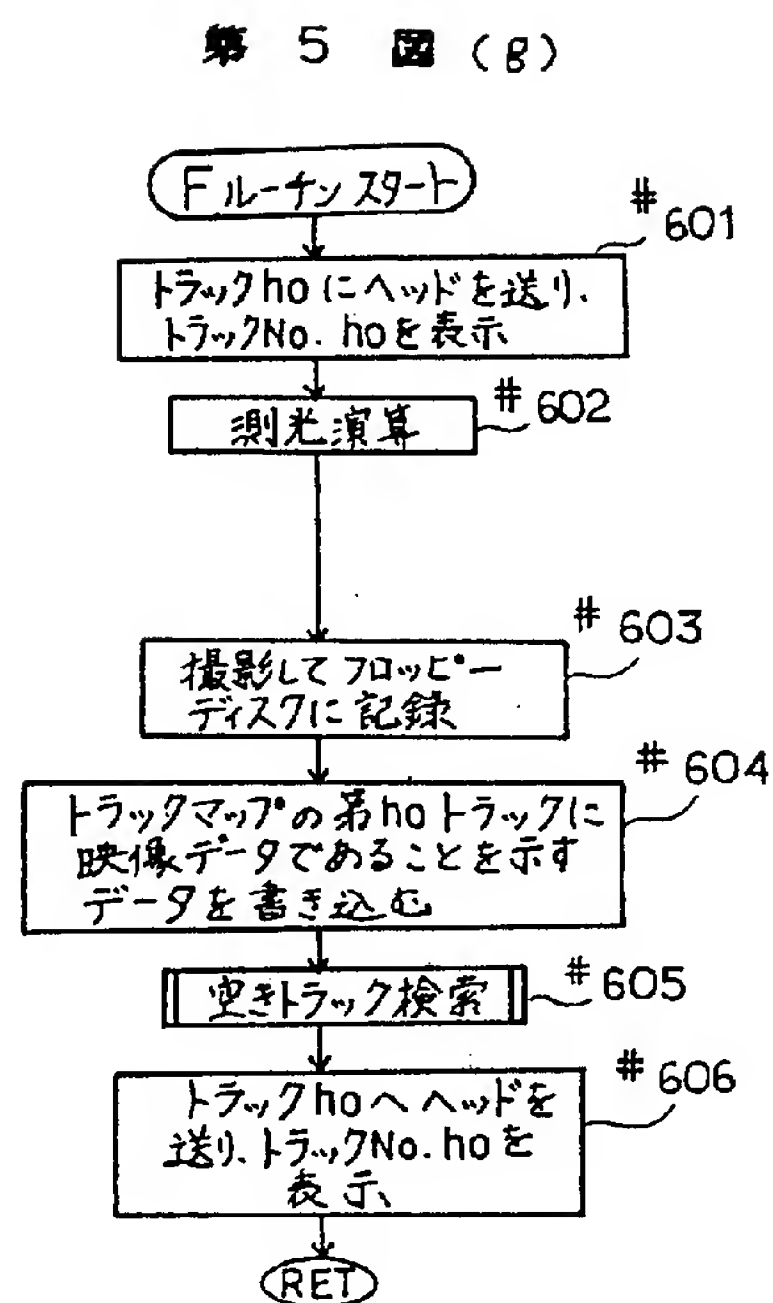 第 5 図 (g)
Fルーチンスタート
#601
トラックhoにヘッドを送り、
トラックNo. hoを表示
#602
測光演算
#603
撮影してフロッピー
ディスクに記録
#604
トラックマップの第hoトラックに
映像データであることを示す
データを書き込む
#605
空きトラック検索
#606
トラックhoへヘッドを
送り、トラックNo.hoを
表示
RET